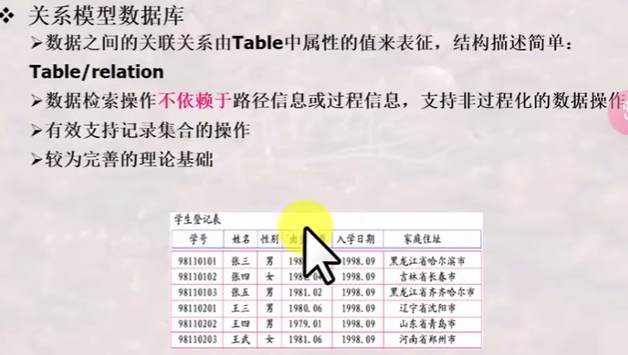 ❖ 关系模型数据库
➢数据之间的关联关系由Table中属性的值来表征，结构描述简单：
Table/relation
➢数据检索操作不依赖于路径信息或过程信息，支持非过程化的数据操作
➢有效支持记录集合的操作
➢较为完善的理论基础
学生登记表
学号 姓名 性别 入学日期 家庭住址
98110101 张三 男 1998.09 黑龙江省哈尔滨市
98110102 张四 女 1998.09 吉林省长春市
98110103 张五 男 1981.02 1998.09 黑龙江省齐齐哈尔市
98110201 王三 男 1980.06 1998.09 辽宁省沈阳市
98110202 王四 男 1979.01 1998.09 山东省青岛市
98110203 王武 女 1981.06 1998.09 河南省郑州市